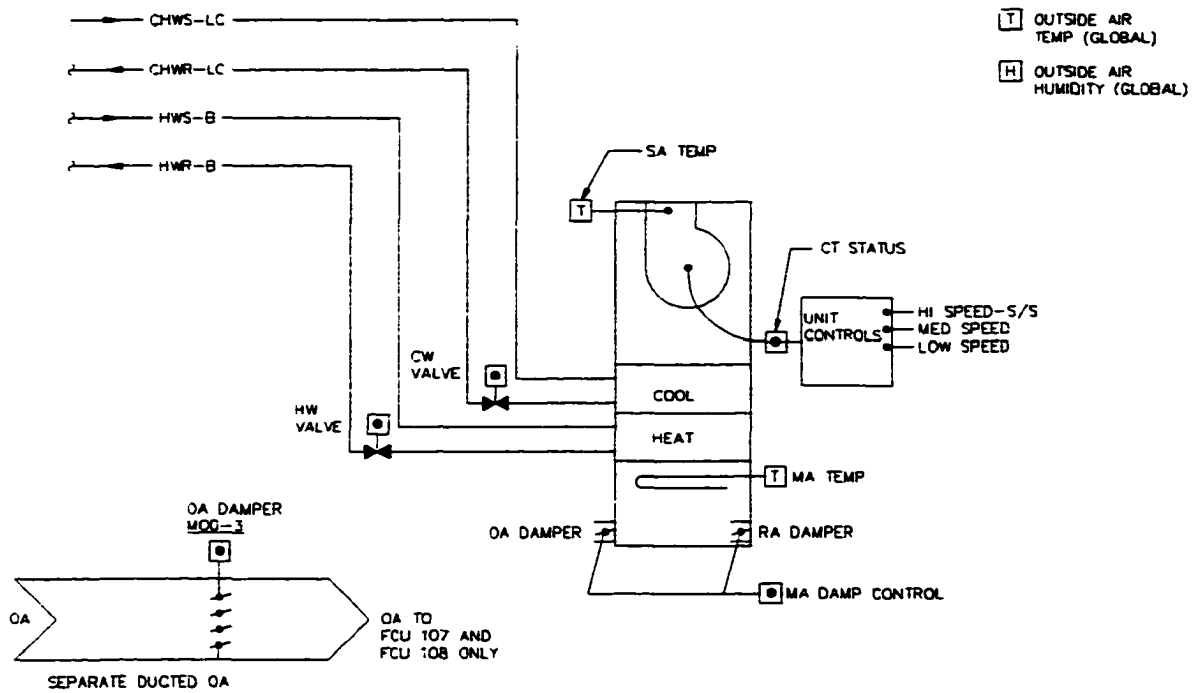 CHWS-LC
CHWR-LC
HWS-B
HWR-B
T OUTSIDE AIR
TEMP (GLOBAL)
H OUTSIDE AIR
HUMIDITY (GLOBAL)
SA TEMP
T
CT STATUS
UNIT
CONTROLS
HI SPEED-S/S
MED SPEED
LOW SPEED
CW
VALVE
HW
VALVE
COOL
HEAT
T MA TEMP
OA DAMPER
RA DAMPER
MA DAMP CONTROL
OA DAMPER
MOD-3
OA
OA TO
FCU 107 AND
FCU 108 ONLY
SEPARATE DUCTED OA